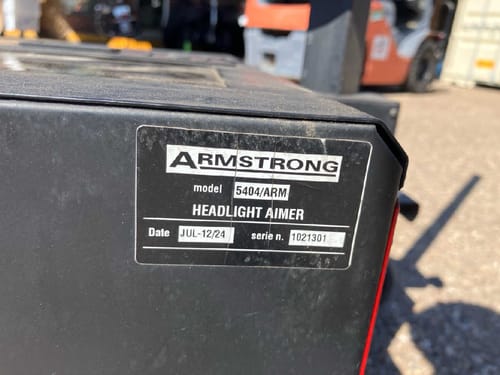 ARMSTRONG
model 5404/ARM
HEADLIGHT AIMER
Date JUL-12/24 serie n. 1021301